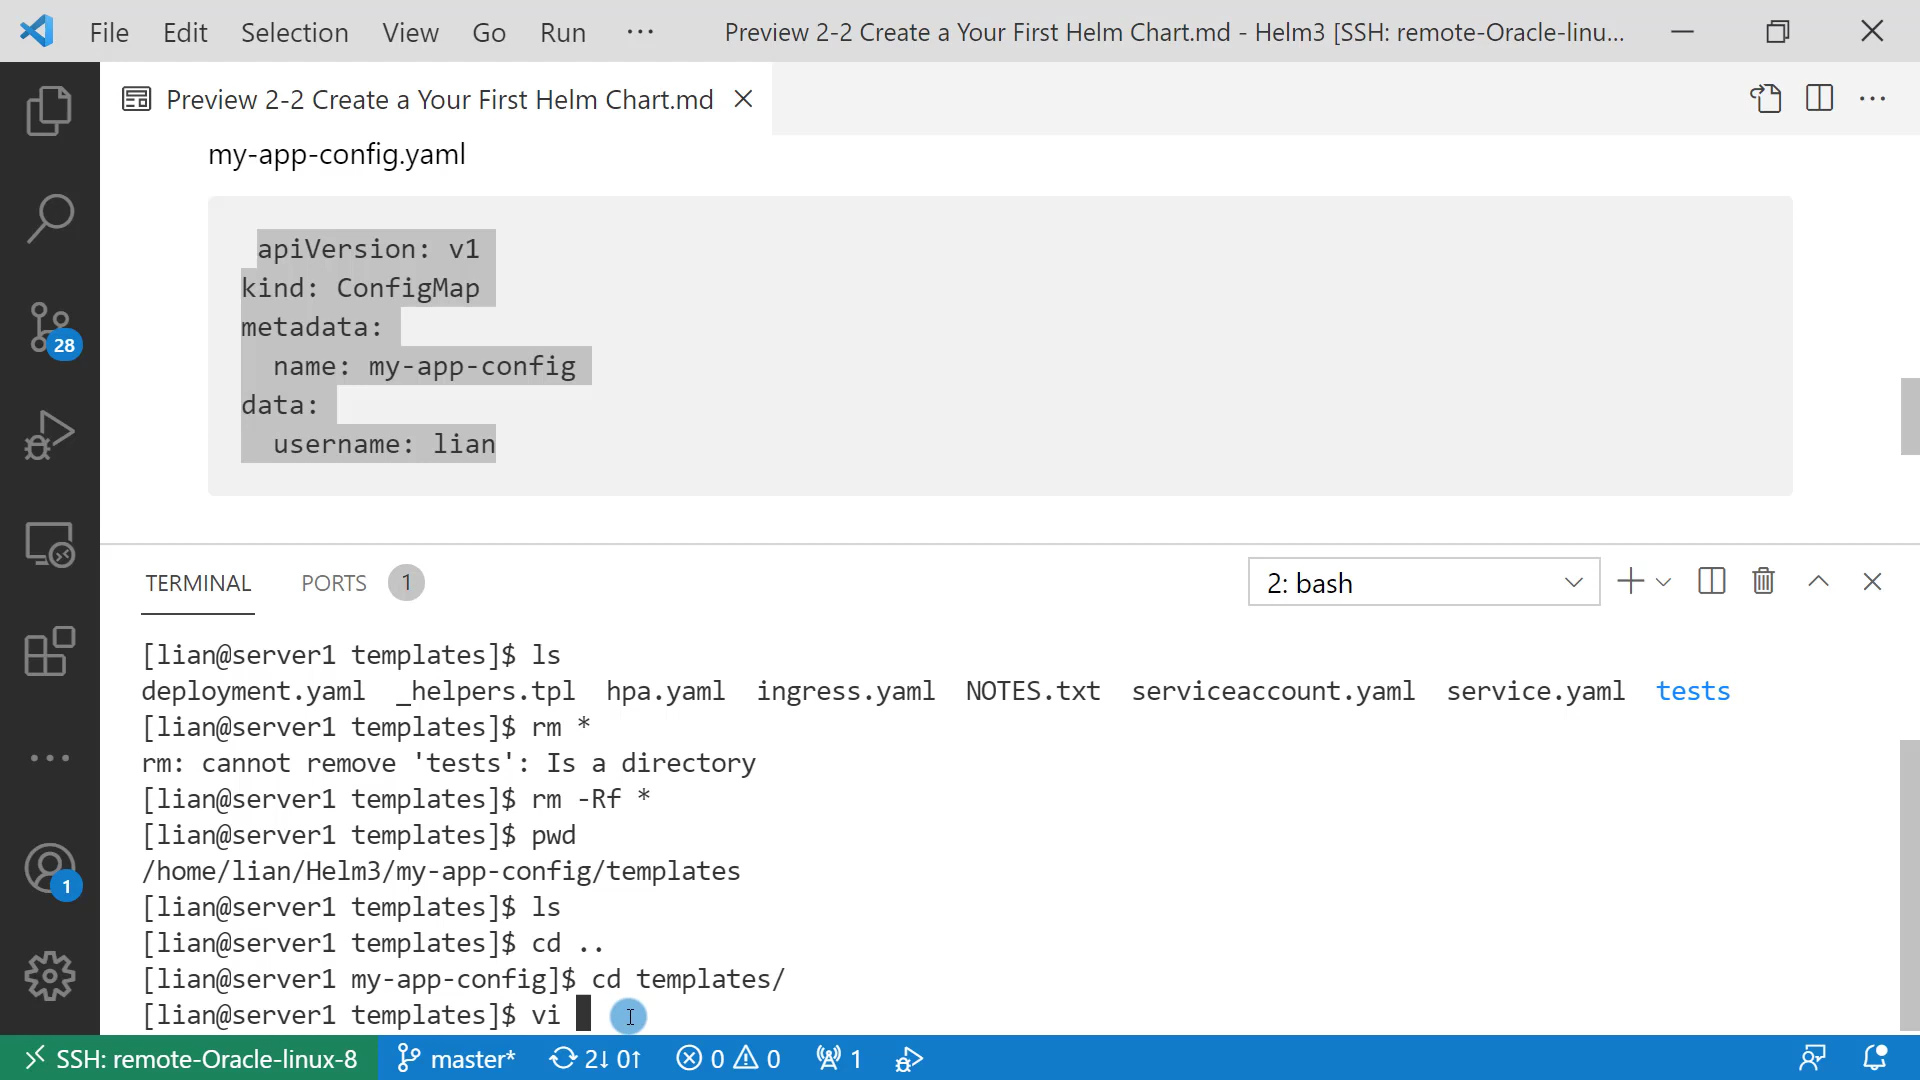 File Edit Selection View Go Run ··· Preview 2-2 Create a Your First Helm Chart.md - Helm3 [SSH: remote-Oracle-linu...
Preview 2-2 Create a Your First Helm Chart.md
my-app-config.yaml
apiVersion: v1
kind: ConfigMap
metadata:
  name: my-app-config
data:
  username: lian
28
1
TERMINAL PORTS 1 2: bash
[lian@server1 templates]$ ls
deployment.yaml  _helpers.tpl  hpa.yaml  ingress.yaml  NOTES.txt  serviceaccount.yaml  service.yaml  tests
[lian@server1 templates]$ rm *
rm: cannot remove 'tests': Is a directory
[lian@server1 templates]$ rm -Rf *
[lian@server1 templates]$ pwd
/home/lian/Helm3/my-app-config/templates
[lian@server1 templates]$ ls
[lian@server1 templates]$ cd ..
[lian@server1 my-app-config]$ cd templates/
[lian@server1 templates]$ vi
SSH: remote-Oracle-linux-8 master* 2↓ 0↑ 0 0 1